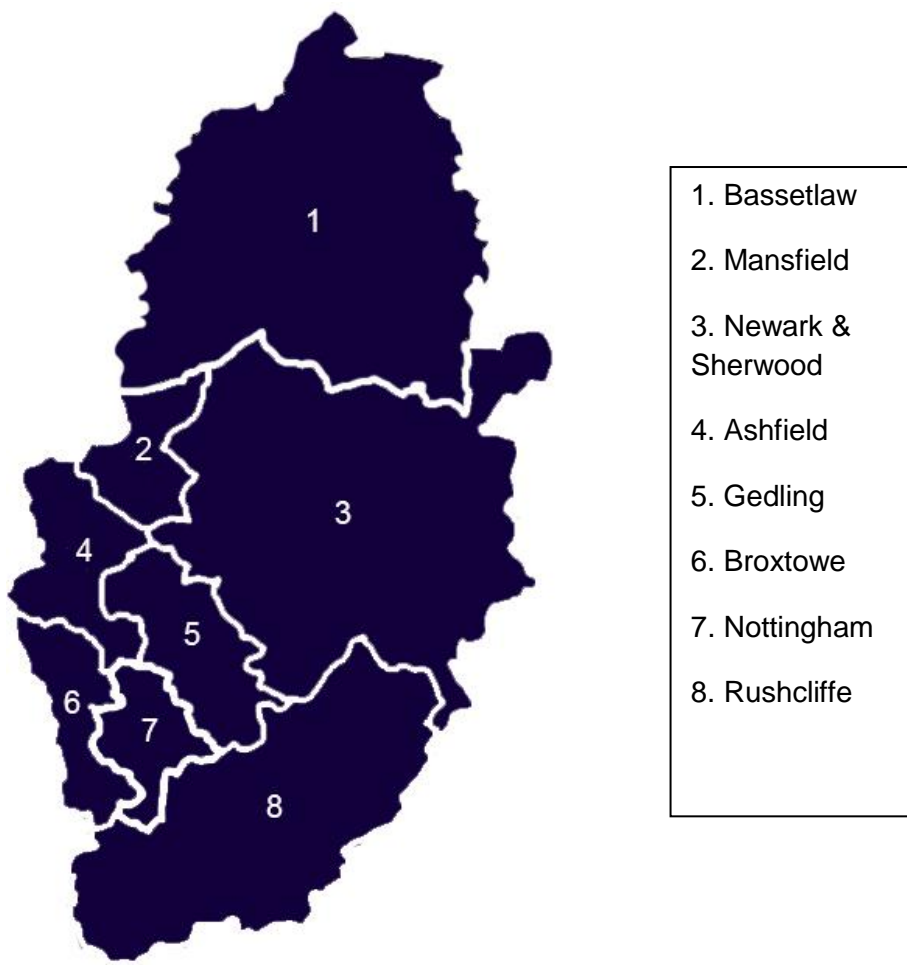 1
2
3
4
5
6
7
8
1. Bassetlaw
2. Mansfield
3. Newark &
Sherwood
4. Ashfield
5. Gedling
6. Broxtowe
7. Nottingham
8. Rushcliffe